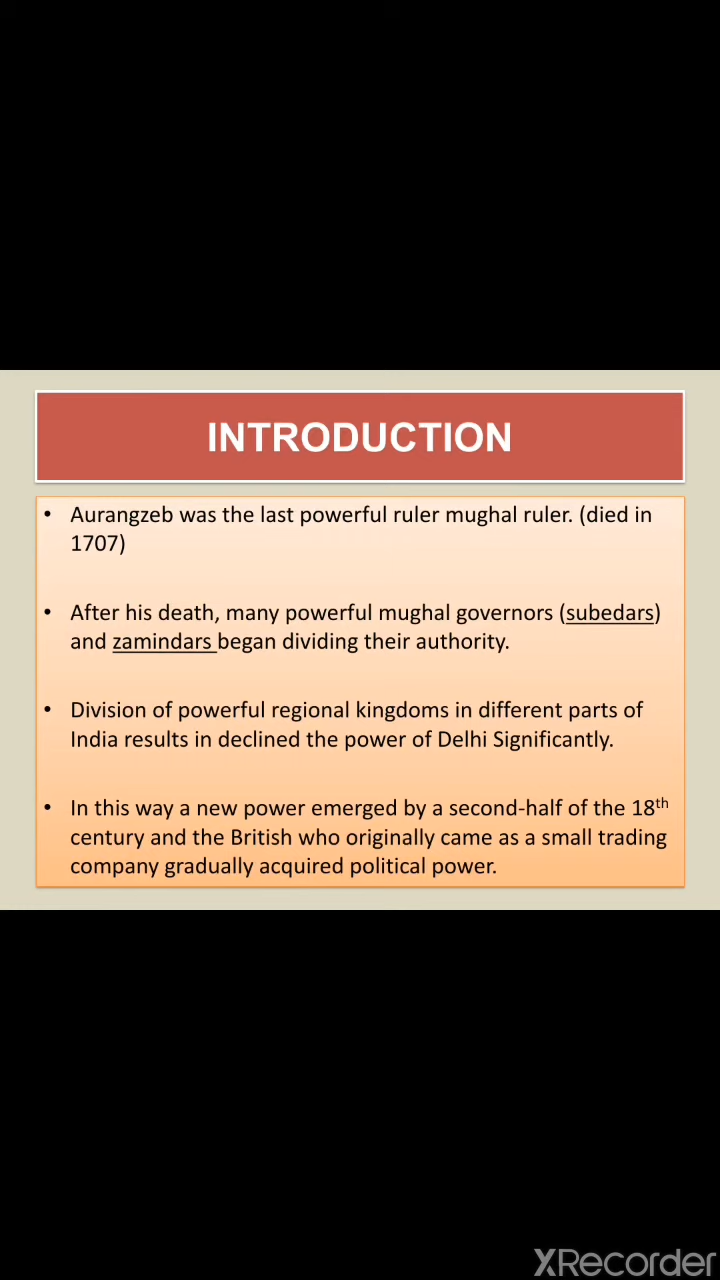 INTRODUCTION
• Aurangzeb was the last powerful ruler mughal ruler. (died in
1707)
• After his death, many powerful mughal governors (subedars)
and zamindars began dividing their authority.
• Division of powerful regional kingdoms in different parts of
India results in declined the power of Delhi Significantly.
• In this way a new power emerged by a second-half of the 18th
century and the British who originally came as a small trading
company gradually acquired political power.
XRecorder